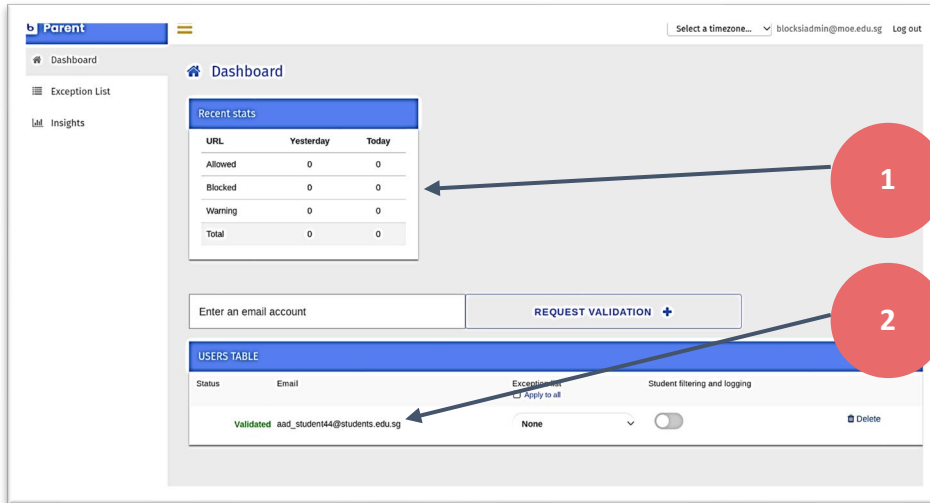 b Parent
Select a timezone... blocksiadmin@moe.edu.sg Log out
Dashboard
Exception List
Insights
Dashboard
Recent stats
URL Yesterday Today
Allowed 0 0
Blocked 0 0
Warning 0 0
Total 0 0
1
Enter an email account REQUEST VALIDATION +
2
USERS TABLE
Status Email Exception list Student filtering and logging
Apply to all
Validated aad_student44@students.edu.sg None Delete